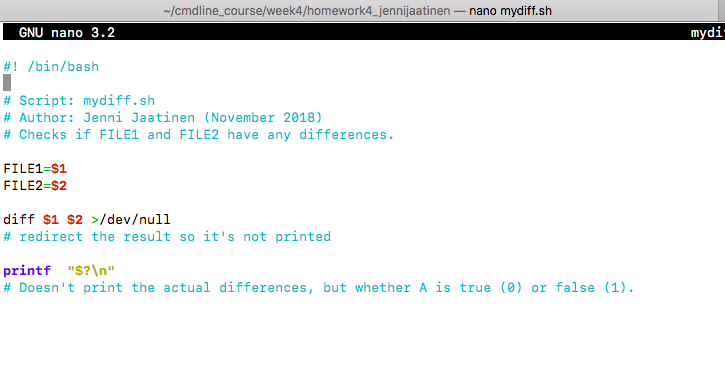 ~/cmdline_course/week4/homework4_jennijaatinen — nano mydiff.sh
GNU nano 3.2 mydi
#! /bin/bash
# Script: mydiff.sh
# Author: Jenni Jaatinen (November 2018)
# Checks if FILE1 and FILE2 have any differences.
FILE1=$1
FILE2=$2
diff $1 $2 >/dev/null
# redirect the result so it's not printed
printf  "$?\n"
# Doesn't print the actual differences, but whether A is true (0) or false (1).